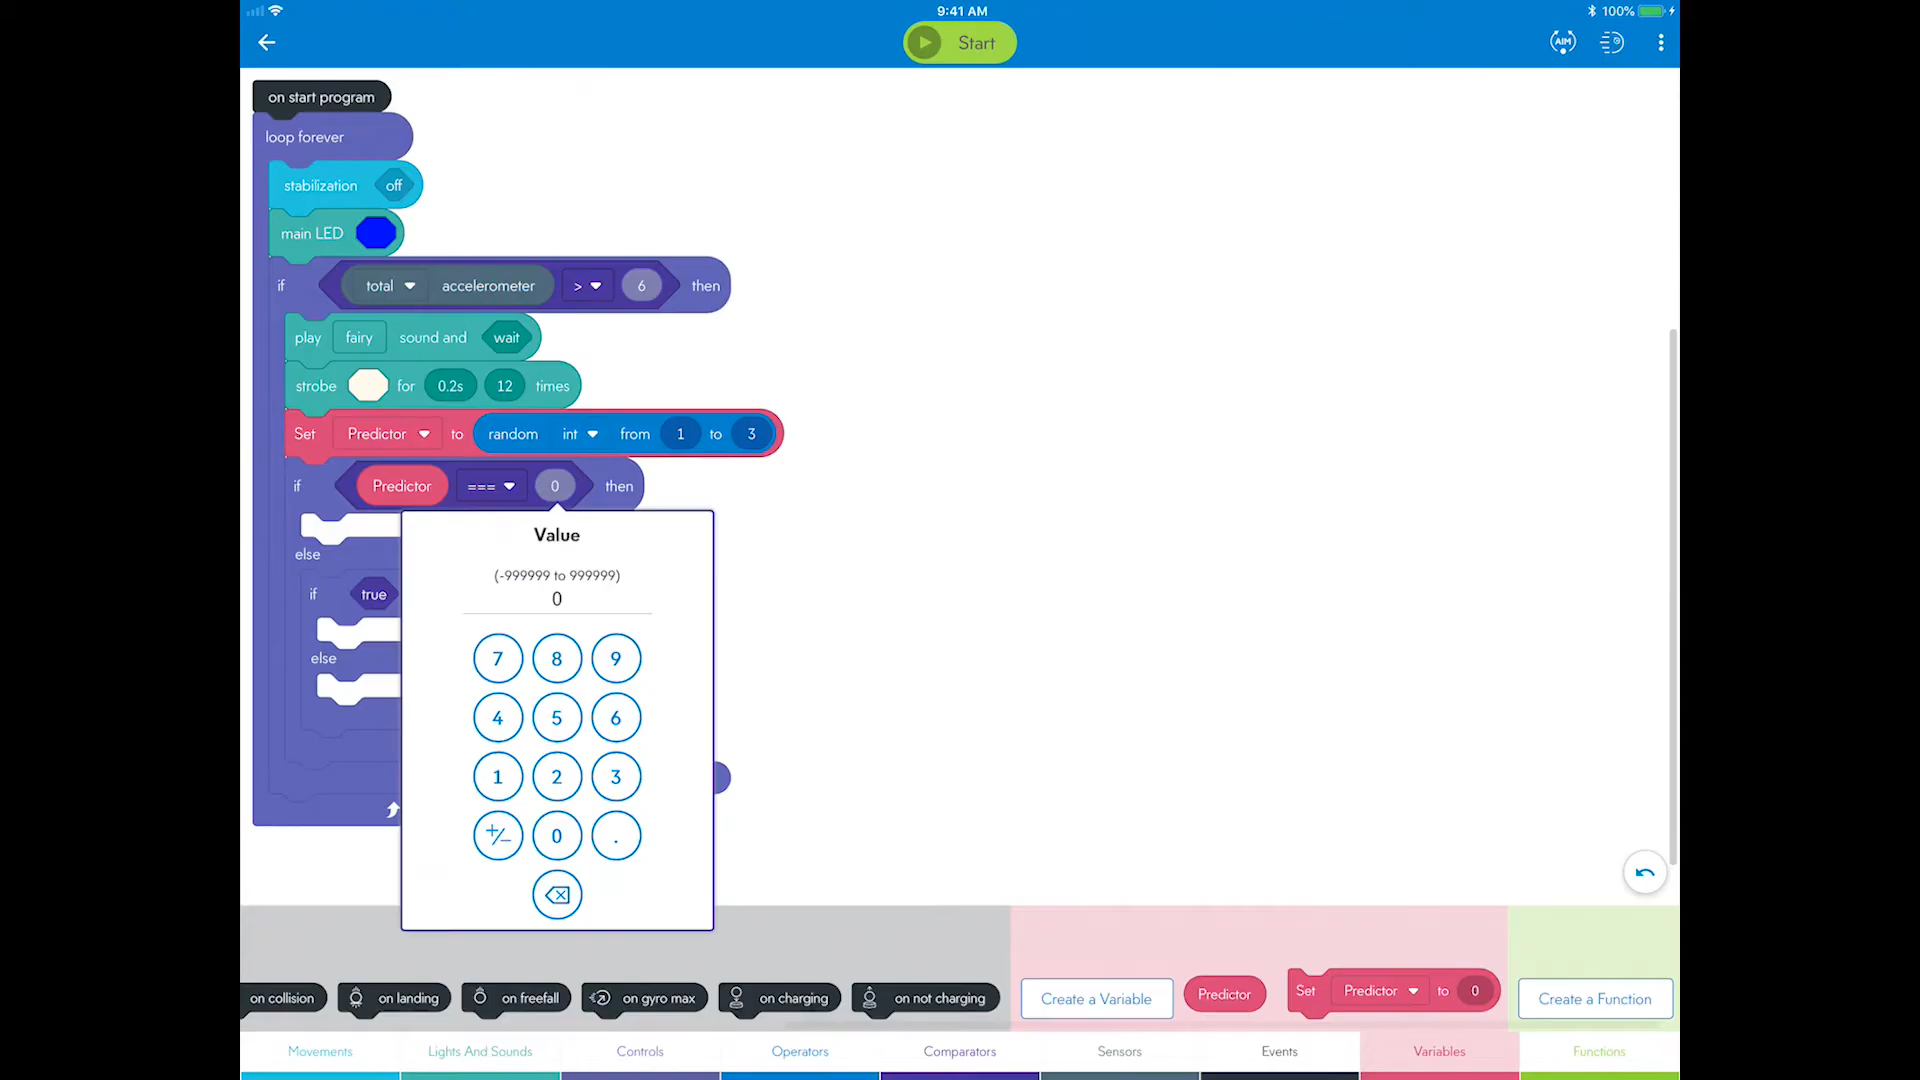 9:41 AM
100%
Start
AIM
on start program
loop forever
stabilization off
main LED
if total accelerometer > 6 then
play fairy sound and wait
strobe for 0.2s 12 times
Set Predictor to random int from 1 to 3
if Predictor === 0 then
Value
(-999999 to 999999)
0
else
if true
else
7 8 9
4 5 6
1 2 3
+/- 0 .
on collision on landing on freefall on gyro max on charging on not charging Create a Variable Predictor Set Predictor to 0 Create a Function
Movements Lights And Sounds Controls Operators Comparators Sensors Events Variables Functions